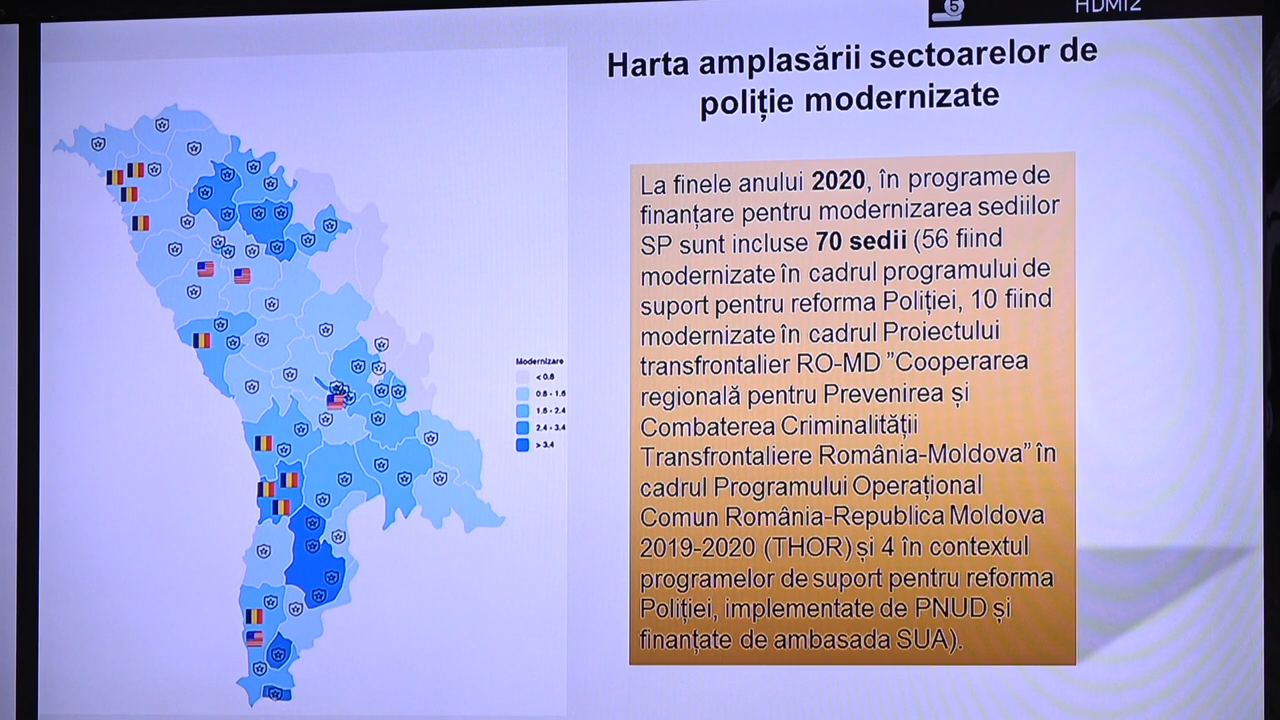 5
HDMI2
Harta amplasării sectoarelor de
poliție modernizate
La finele anului 2020, în programe de
finanțare pentru modernizarea sediilor
SP sunt incluse 70 sedii (56 fiind
modernizate în cadrul programului de
suport pentru reforma Poliției, 10 fiind
modernizate în cadrul Proiectului
transfrontalier RO-MD ”Cooperarea
regională pentru Prevenirea și
Combaterea Criminalității
Transfrontaliere România-Moldova” în
cadrul Programului Operațional
Comun România-Republica Moldova
2019-2020 (THOR) și 4 în contextul
programelor de suport pentru reforma
Poliției, implementate de PNUD și
finanțate de ambasada SUA).
Modernizare
< 0.8
0.8 - 1.6
1.6 - 2.4
2.4 - 3.4
> 3.4